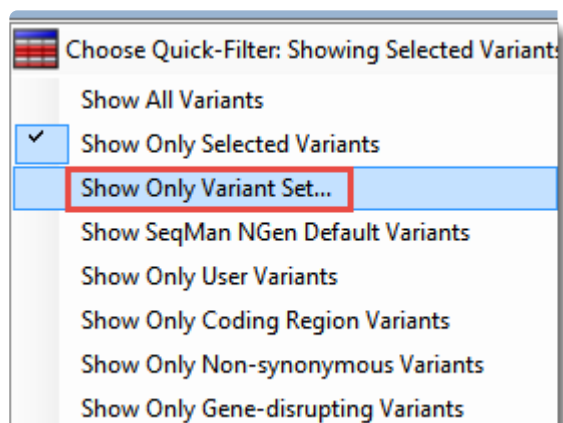 Choose Quick-Filter: Showing Selected Variants
Show All Variants
Show Only Selected Variants
Show Only Variant Set...
Show SeqMan NGen Default Variants
Show Only User Variants
Show Only Coding Region Variants
Show Only Non-synonymous Variants
Show Only Gene-disrupting Variants